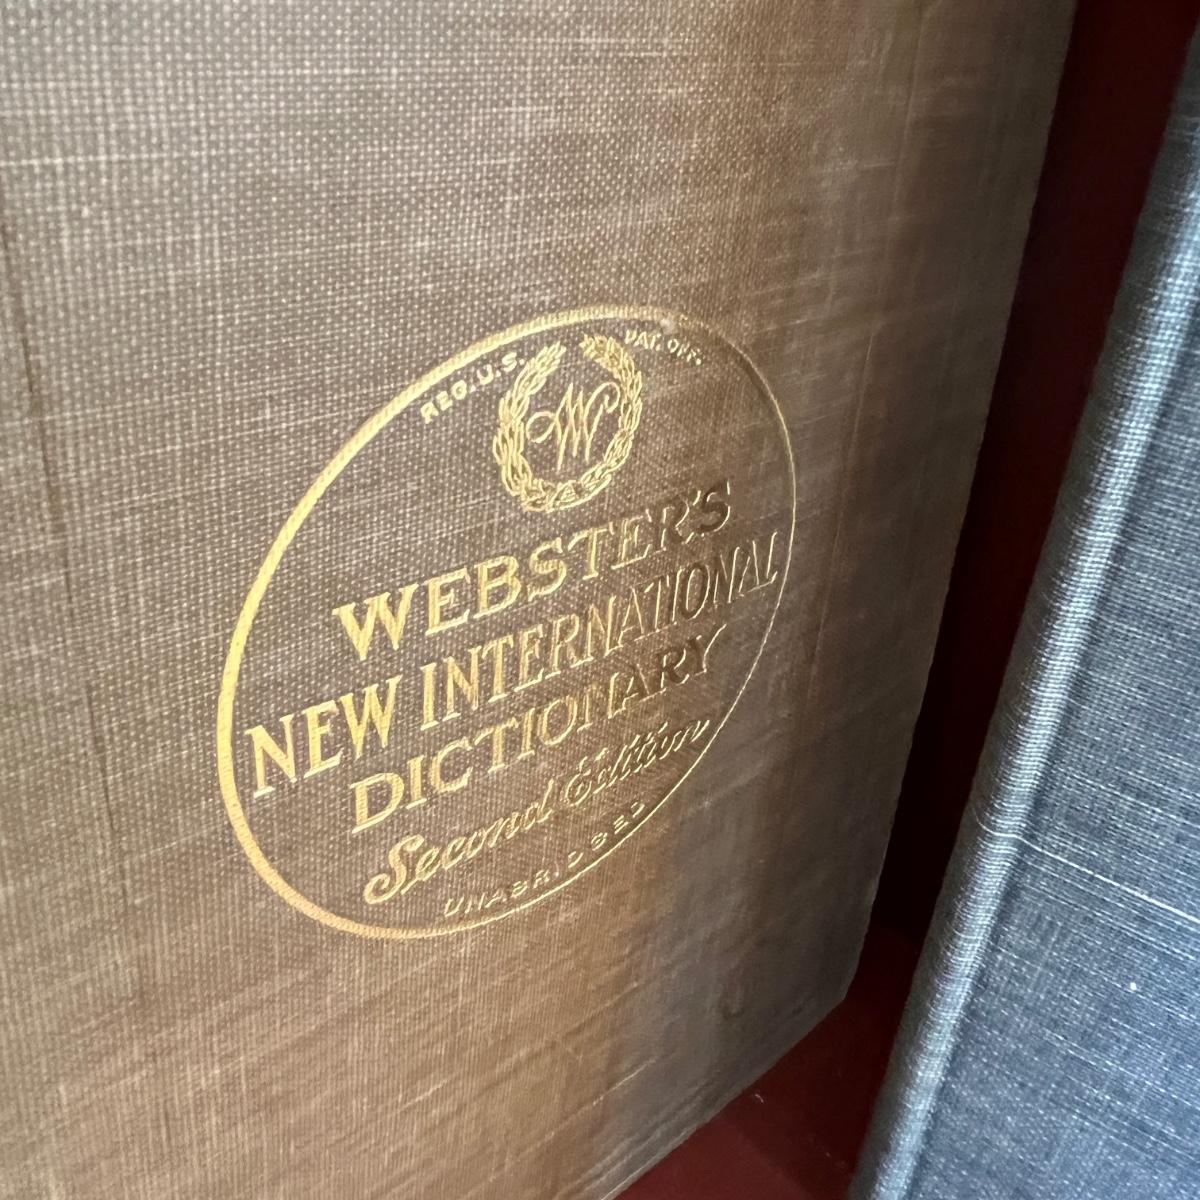 REG. U.S. PAT. OFF.
W
WEBSTER'S
NEW INTERNATIONAL
DICTIONARY
Second Edition
UNABRIDGED